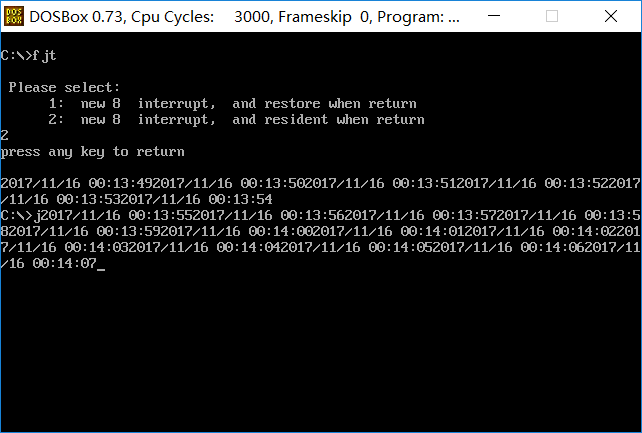 DOS BOX
DOSBox 0.73, Cpu Cycles: 3000, Frameskip 0, Program: ...
C:\>fjt
Please select:
1: new 8 interrupt, and restore when return
2: new 8 interrupt, and resident when return
2
press any key to return
2017/11/16 00:13:492017/11/16 00:13:502017/11/16 00:13:512017/11/16 00:13:522017
/11/16 00:13:532017/11/16 00:13:54
C:\>j2017/11/16 00:13:552017/11/16 00:13:562017/11/16 00:13:572017/11/16 00:13:5
82017/11/16 00:13:592017/11/16 00:14:002017/11/16 00:14:012017/11/16 00:14:02201
7/11/16 00:14:032017/11/16 00:14:042017/11/16 00:14:052017/11/16 00:14:062017/11
/16 00:14:07_